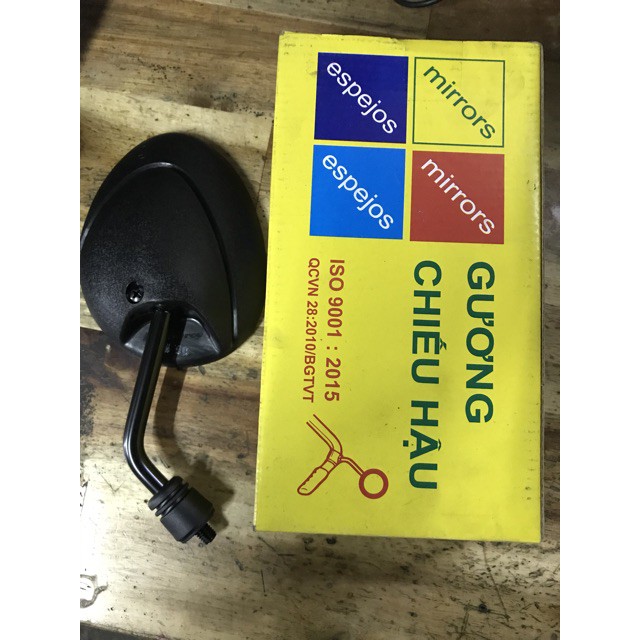 espejos
mirrors
espejos
mirrors
GƯƠNG
CHIẾU HẬU
ISO 9001 : 2015
QCVN 28:2010/BGTVT